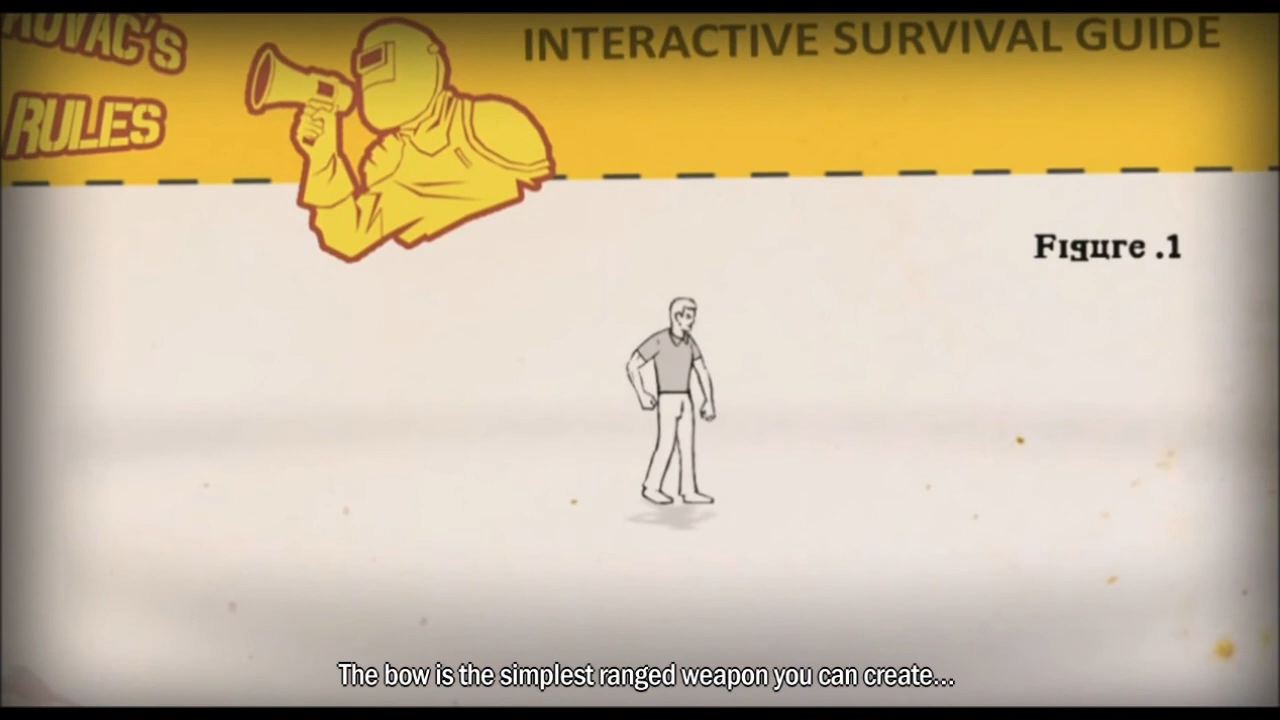 INTERACTIVE SURVIVAL GUIDE
RULES
Figure .1
The bow is the simplest ranged weapon you can create...